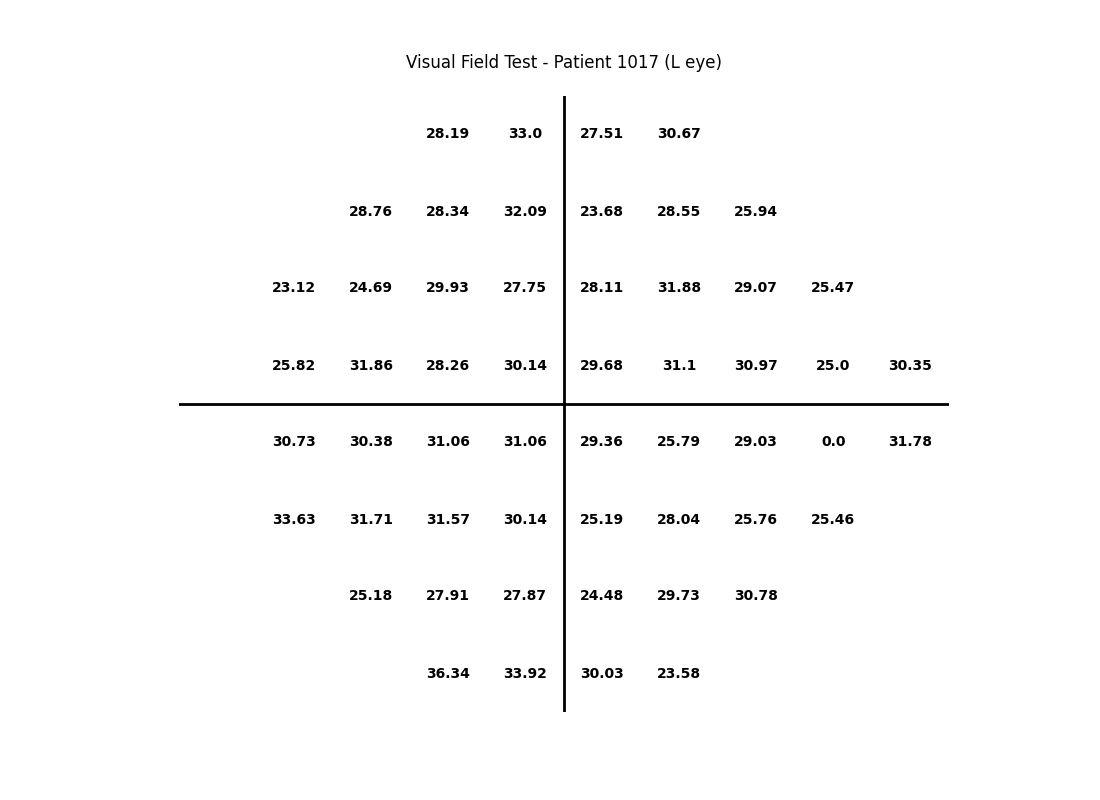 Visual Field Test - Patient 1017 (L eye)
28.19 33.0 27.51 30.67
28.76 28.34 32.09 23.68 28.55 25.94
23.12 24.69 29.93 27.75 28.11 31.88 29.07 25.47
25.82 31.86 28.26 30.14 29.68 31.1 30.97 25.0 30.35
30.73 30.38 31.06 31.06 29.36 25.79 29.03 0.0 31.78
33.63 31.71 31.57 30.14 25.19 28.04 25.76 25.46
25.18 27.91 27.87 24.48 29.73 30.78
36.34 33.92 30.03 23.58